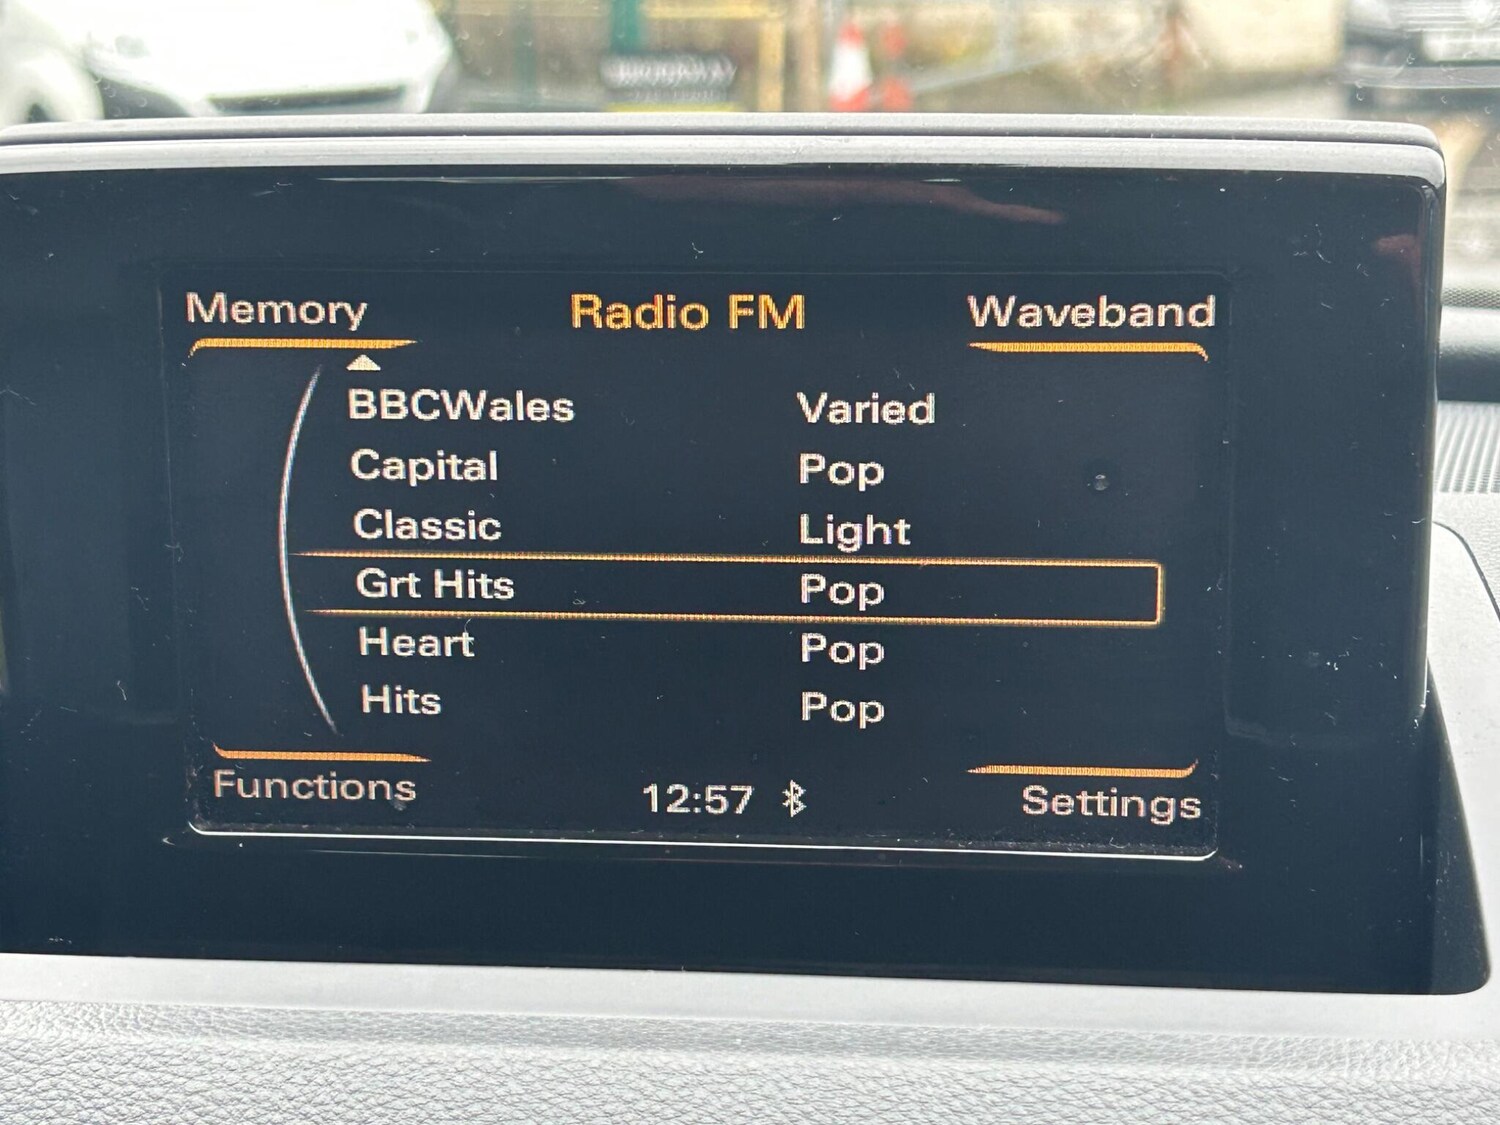 Memory Radio FM Waveband
BBCWales Varied
Capital Pop
Classic Light
Grt Hits Pop
Heart Pop
Hits Pop
Functions 12:57 Settings